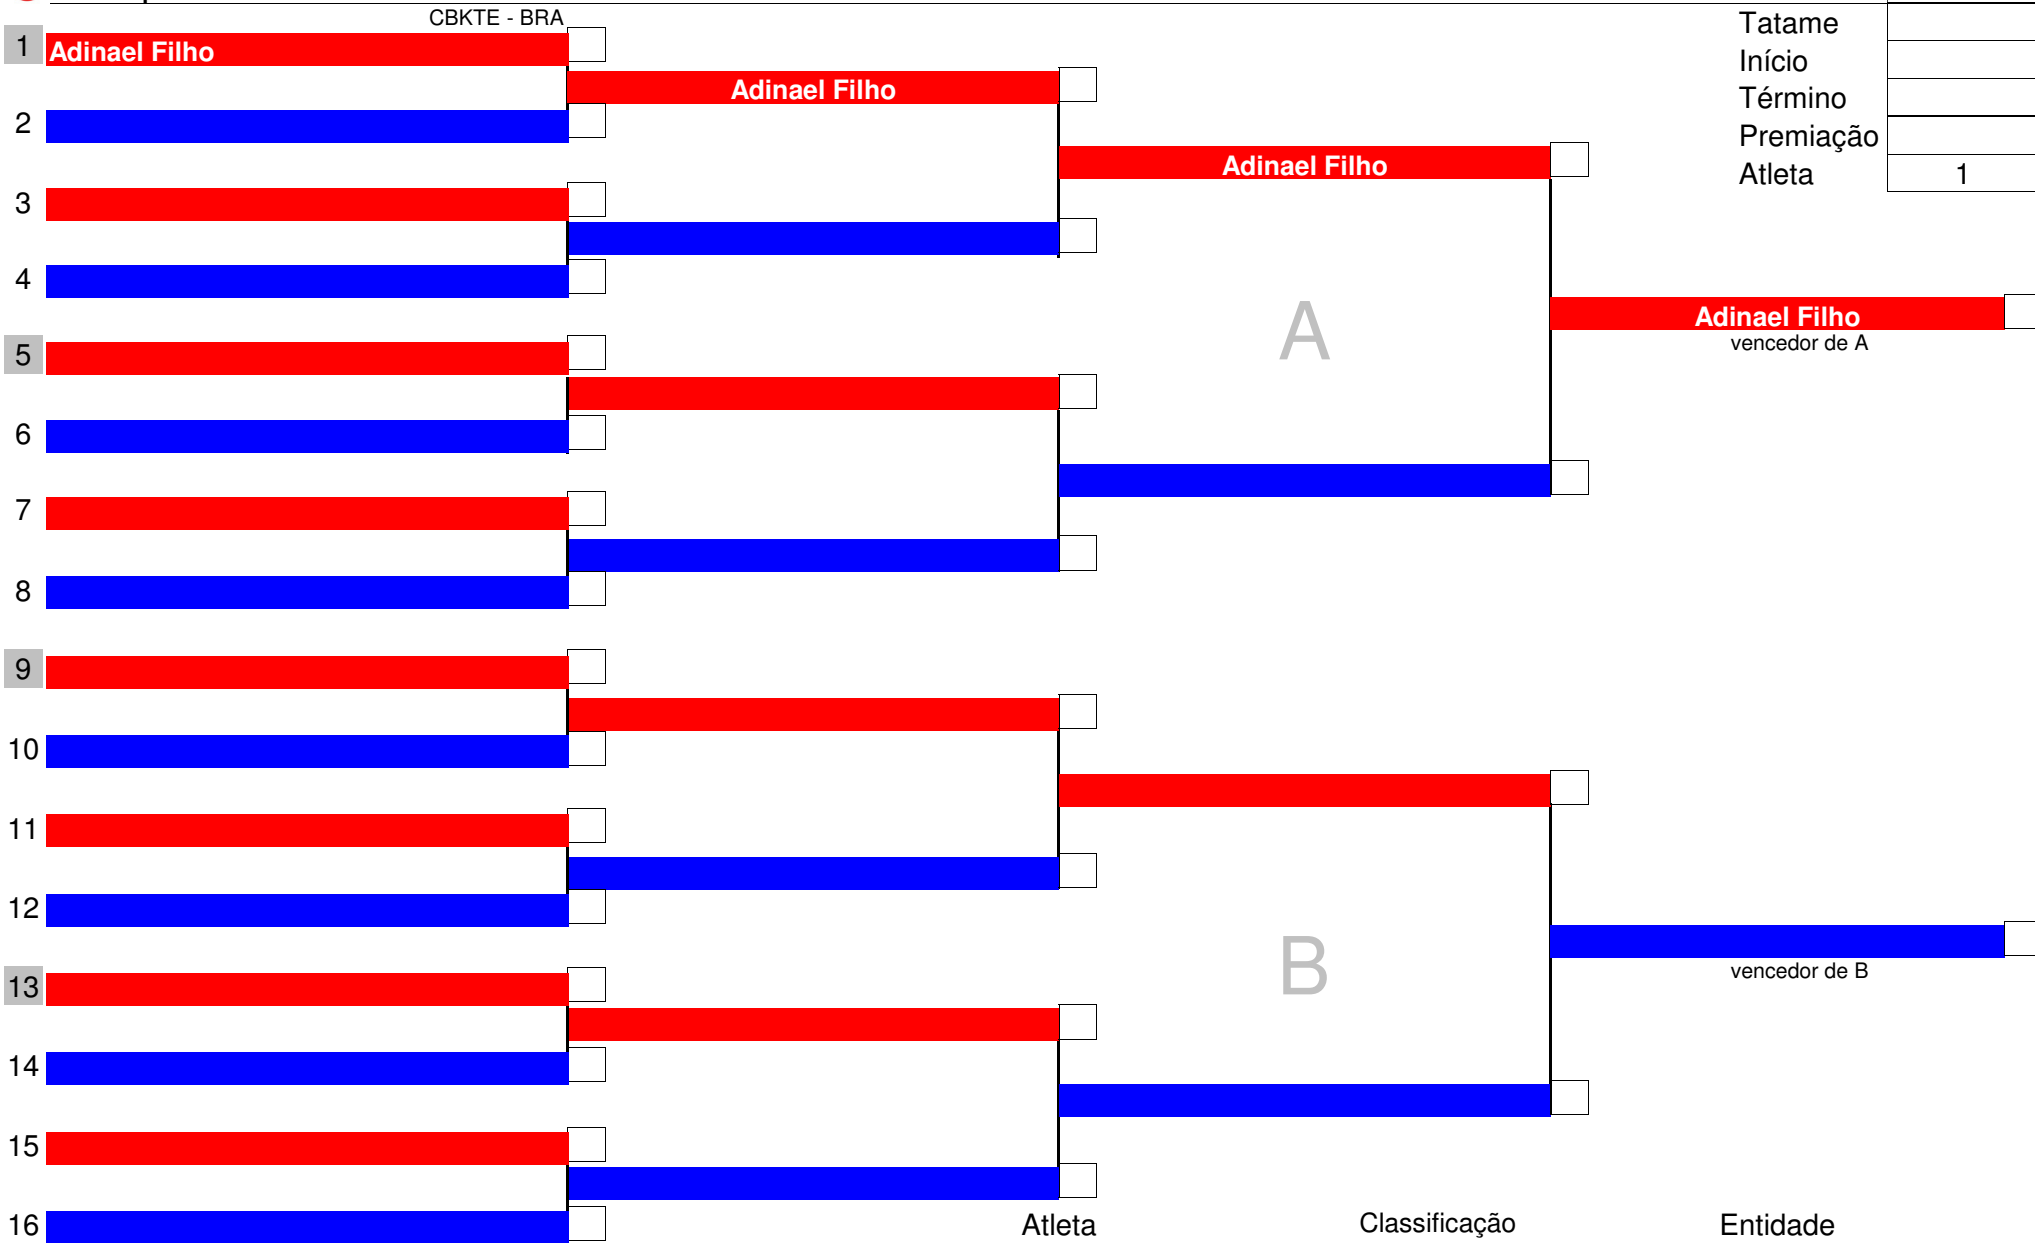 CBKTE - BRA
Tatame
1 Adinael Filho
Início
Adinael Filho
Término
2
Premiação
Adinael Filho
Atleta 1
3
4
A
Adinael Filho
vencedor de A
5
6
7
8
9
10
11
12
B
vencedor de B
13
14
15
16
Atleta Classificação Entidade